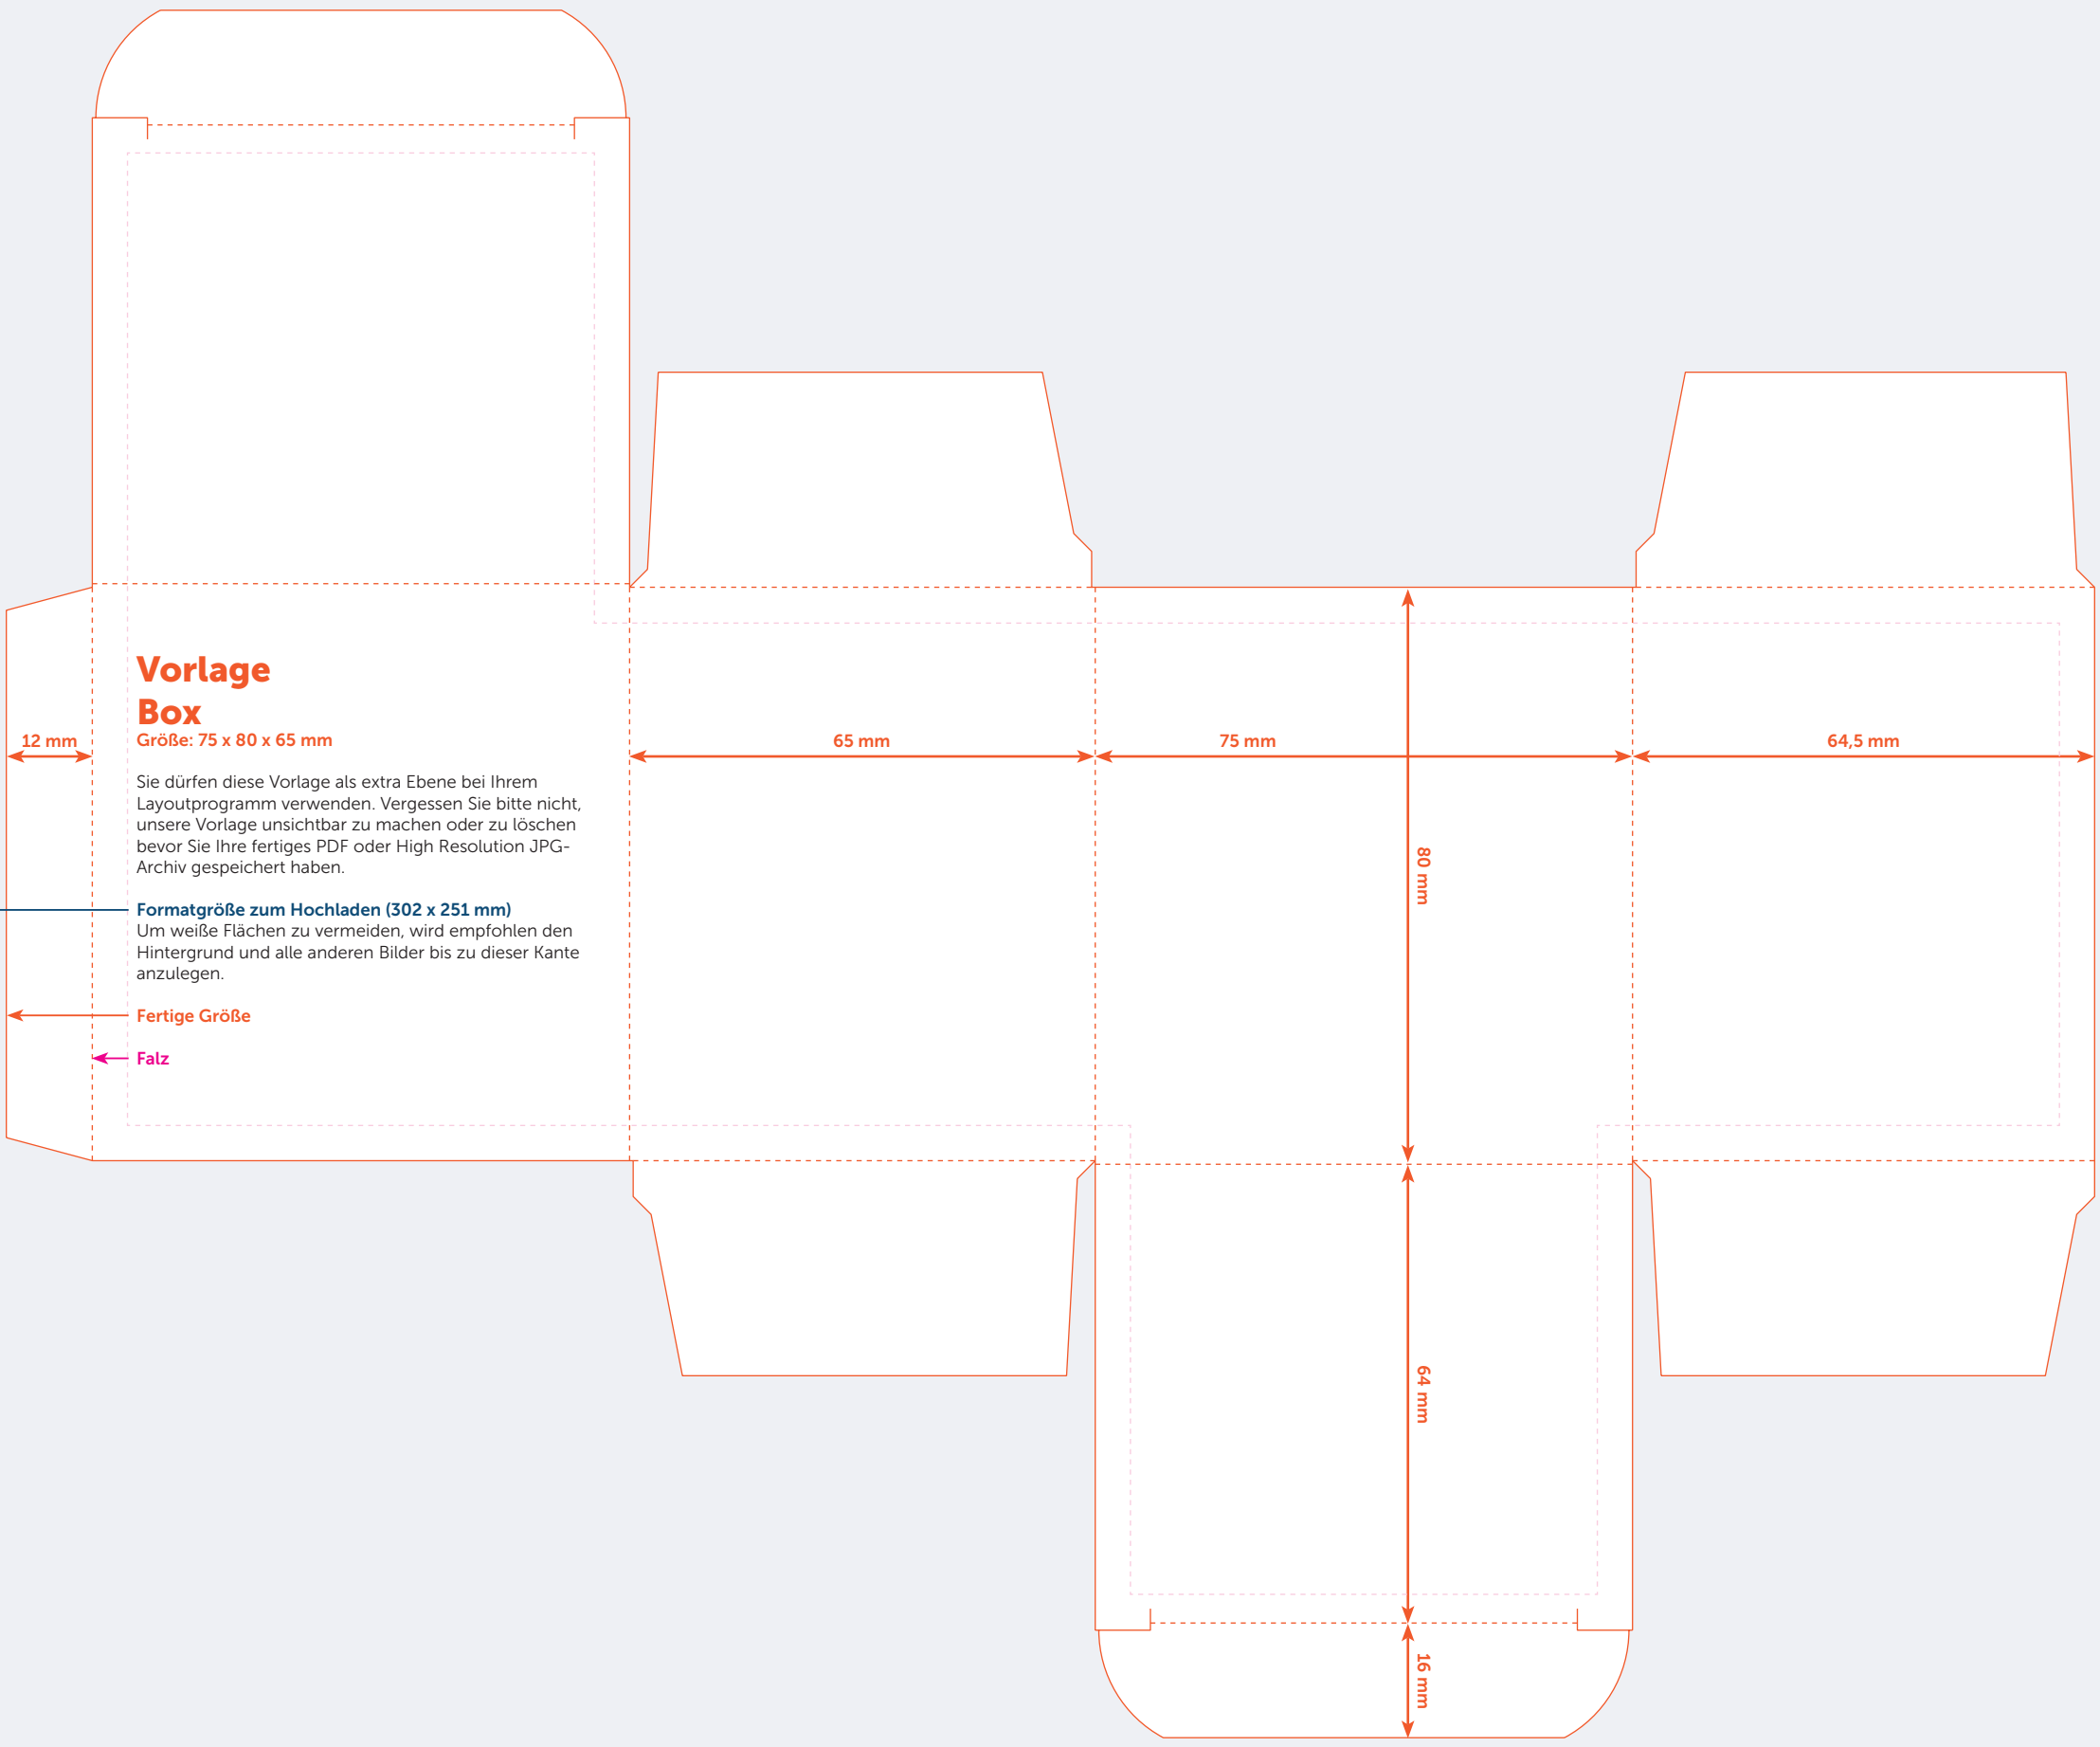 Vorlage
Box
Größe: 75 x 80 x 65 mm
12 mm
65 mm
75 mm
64,5 mm
Sie dürfen diese Vorlage als extra Ebene bei Ihrem
Layoutprogramm verwenden. Vergessen Sie bitte nicht,
unsere Vorlage unsichtbar zu machen oder zu löschen
bevor Sie Ihre fertiges PDF oder High Resolution JPG-
Archiv gespeichert haben.
80 mm
Formatgröße zum Hochladen (302 x 251 mm)
Um weiße Flächen zu vermeiden, wird empfohlen den
Hintergrund und alle anderen Bilder bis zu dieser Kante
anzulegen.
Fertige Größe
Falz
64 mm
16 mm